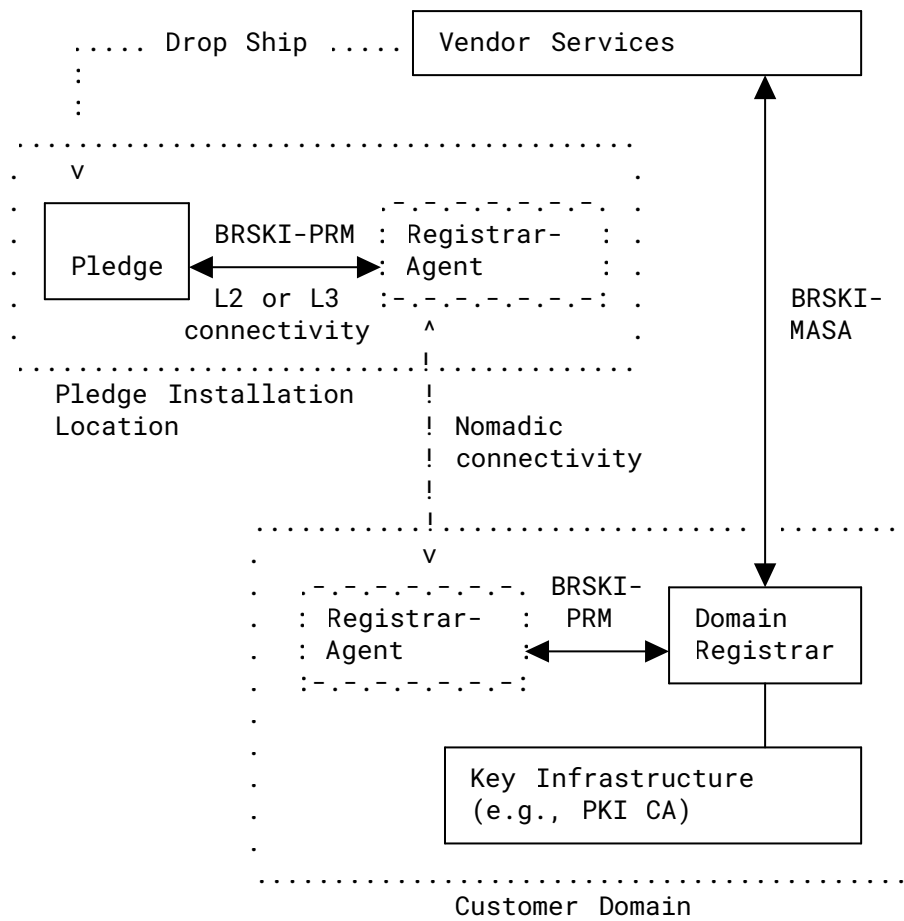 ..... Drop Ship ..... Vendor Services
Pledge
BRSKI-PRM
L2 or L3
connectivity
Registrar-
Agent
BRSKI-
MASA
Pledge Installation
Location
Nomadic
connectivity
Registrar-
Agent
BRSKI-
PRM
Domain
Registrar
Key Infrastructure
(e.g., PKI CA)
Customer Domain